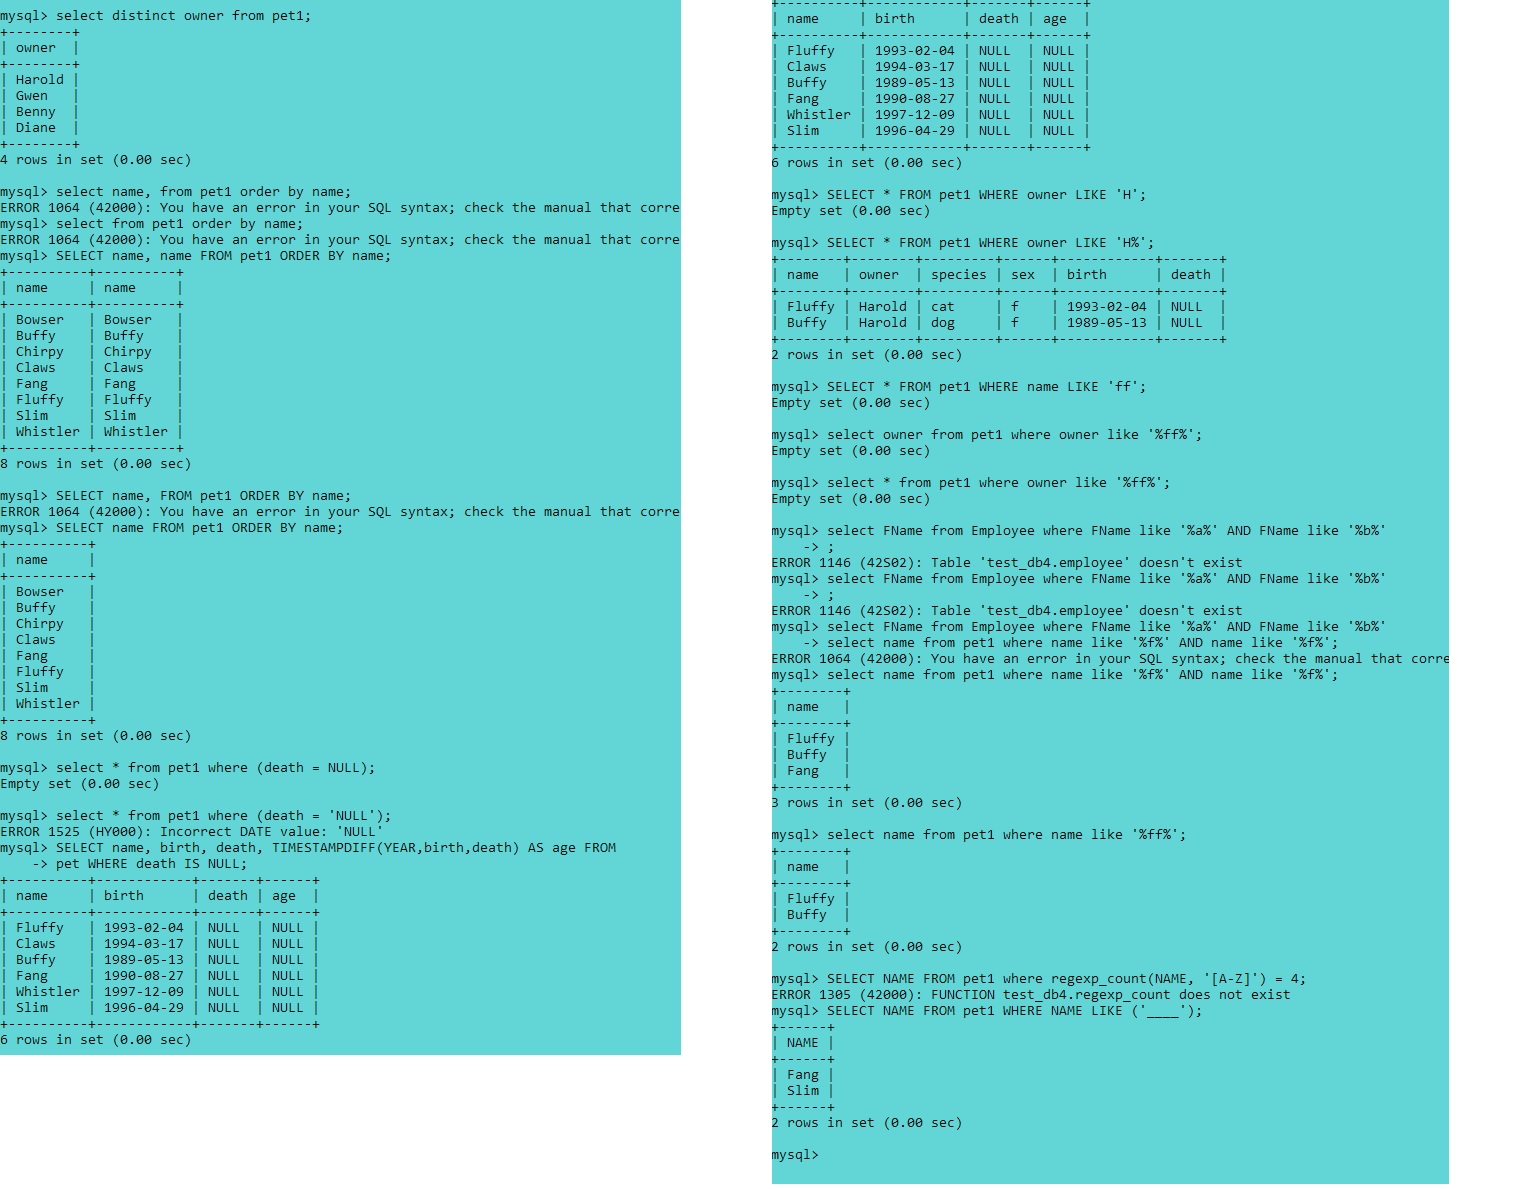 mysql> select distinct owner from pet1;
+--------+
| owner  |
+--------+
| Harold |
| Gwen   |
| Benny  |
| Diane  |
+--------+
4 rows in set (0.00 sec)
mysql> select name, from pet1 order by name;
ERROR 1064 (42000): You have an error in your SQL syntax; check the manual that corre
mysql> select from pet1 order by name;
ERROR 1064 (42000): You have an error in your SQL syntax; check the manual that corre
mysql> SELECT name, name FROM pet1 ORDER BY name;
+----------+----------+
| name     | name     |
+----------+----------+
| Bowser   | Bowser   |
| Buffy    | Buffy    |
| Chirpy   | Chirpy   |
| Claws    | Claws    |
| Fang     | Fang     |
| Fluffy   | Fluffy   |
| Slim     | Slim     |
| Whistler | Whistler |
+----------+----------+
8 rows in set (0.00 sec)
mysql> SELECT name, FROM pet1 ORDER BY name;
ERROR 1064 (42000): You have an error in your SQL syntax; check the manual that corre
mysql> SELECT name FROM pet1 ORDER BY name;
+----------+
| name     |
+----------+
| Bowser   |
| Buffy    |
| Chirpy   |
| Claws    |
| Fang     |
| Fluffy   |
| Slim     |
| Whistler |
+----------+
8 rows in set (0.00 sec)
mysql> select * from pet1 where (death = NULL);
Empty set (0.00 sec)
mysql> select * from pet1 where (death = 'NULL');
ERROR 1525 (HY000): Incorrect DATE value: 'NULL'
mysql> SELECT name, birth, death, TIMESTAMPDIFF(YEAR,birth,death) AS age FROM
    -> pet WHERE death IS NULL;
+----------+------------+-------+------+
| name     | birth      | death | age  |
+----------+------------+-------+------+
| Fluffy   | 1993-02-04 | NULL  | NULL |
| Claws    | 1994-03-17 | NULL  | NULL |
| Buffy    | 1989-05-13 | NULL  | NULL |
| Fang     | 1990-08-27 | NULL  | NULL |
| Whistler | 1997-12-09 | NULL  | NULL |
| Slim     | 1996-04-29 | NULL  | NULL |
+----------+------------+-------+------+
6 rows in set (0.00 sec)
+----------+------------+-------+------+
| name     | birth      | death | age  |
+----------+------------+-------+------+
| Fluffy   | 1993-02-04 | NULL  | NULL |
| Claws    | 1994-03-17 | NULL  | NULL |
| Buffy    | 1989-05-13 | NULL  | NULL |
| Fang     | 1990-08-27 | NULL  | NULL |
| Whistler | 1997-12-09 | NULL  | NULL |
| Slim     | 1996-04-29 | NULL  | NULL |
+----------+------------+-------+------+
6 rows in set (0.00 sec)
mysql> SELECT * FROM pet1 WHERE owner LIKE 'H';
Empty set (0.00 sec)
mysql> SELECT * FROM pet1 WHERE owner LIKE 'H%';
+--------+--------+---------+------+------------+-------+
| name   | owner  | species | sex  | birth      | death |
+--------+--------+---------+------+------------+-------+
| Fluffy | Harold | cat     | f    | 1993-02-04 | NULL  |
| Buffy  | Harold | dog     | f    | 1989-05-13 | NULL  |
+--------+--------+---------+------+------------+-------+
2 rows in set (0.00 sec)
mysql> SELECT * FROM pet1 WHERE name LIKE 'ff';
Empty set (0.00 sec)
mysql> select owner from pet1 where owner like '%ff%';
Empty set (0.00 sec)
mysql> select * from pet1 where owner like '%ff%';
Empty set (0.00 sec)
mysql> select FName from Employee where FName like '%a%' AND FName like '%b%'
    -> ;
ERROR 1146 (42S02): Table 'test_db4.employee' doesn't exist
mysql> select FName from Employee where FName like '%a%' AND FName like '%b%'
    -> ;
ERROR 1146 (42S02): Table 'test_db4.employee' doesn't exist
mysql> select FName from Employee where FName like '%a%' AND FName like '%b%'
    -> select name from pet1 where name like '%f%' AND name like '%f%';
ERROR 1064 (42000): You have an error in your SQL syntax; check the manual that corre
mysql> select name from pet1 where name like '%f%' AND name like '%f%';
+--------+
| name   |
+--------+
| Fluffy |
| Buffy  |
| Fang   |
+--------+
3 rows in set (0.00 sec)
mysql> select name from pet1 where name like '%ff%';
+--------+
| name   |
+--------+
| Fluffy |
| Buffy  |
+--------+
2 rows in set (0.00 sec)
mysql> SELECT NAME FROM pet1 where regexp_count(NAME, '[A-Z]') = 4;
ERROR 1305 (42000): FUNCTION test_db4.regexp_count does not exist
mysql> SELECT NAME FROM pet1 WHERE NAME LIKE ('____');
+------+
| NAME |
+------+
| Fang |
| Slim |
+------+
2 rows in set (0.00 sec)
mysql>